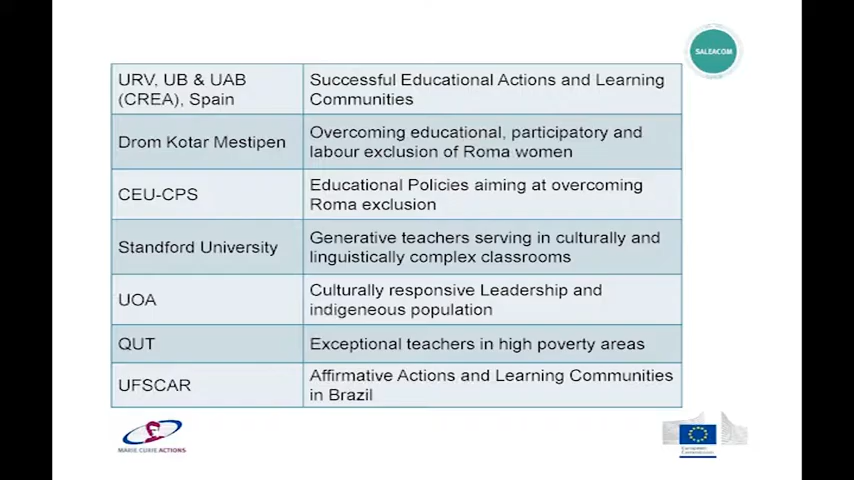 SALEACOM
URV, UB & UAB
(CREA), Spain
Successful Educational Actions and Learning
Communities
Drom Kotar Mestipen
Overcoming educational, participatory and
labour exclusion of Roma women
CEU-CPS
Educational Policies aiming at overcoming
Roma exclusion
Standford University
Generative teachers serving in culturally and
linguistically complex classrooms
UOA
Culturally responsive Leadership and
indigeneous population
QUT
Exceptional teachers in high poverty areas
UFSCAR
Affirmative Actions and Learning Communities
in Brazil
MARIE CURIE ACTIONS
European
Commission